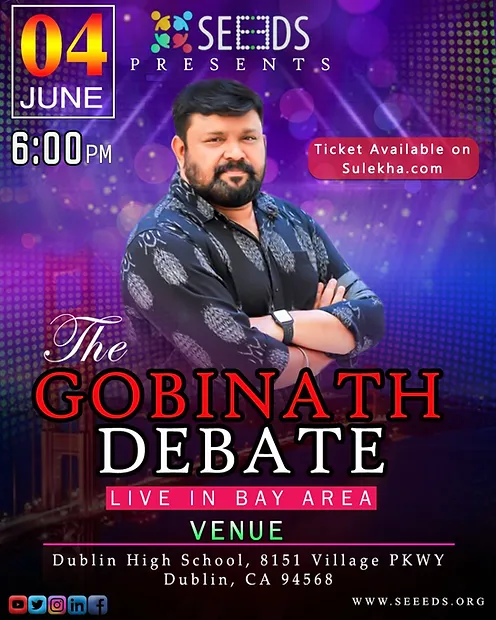 04
JUNE
6:00PM
SEEEDS
PRESENTS
Ticket Available on
Sulekha.com
The
GOBINATH
DEBATE
LIVE IN BAY AREA
VENUE
Dublin High School, 8151 Village PKWY
Dublin, CA 94568
WWW.SEEEDS.ORG